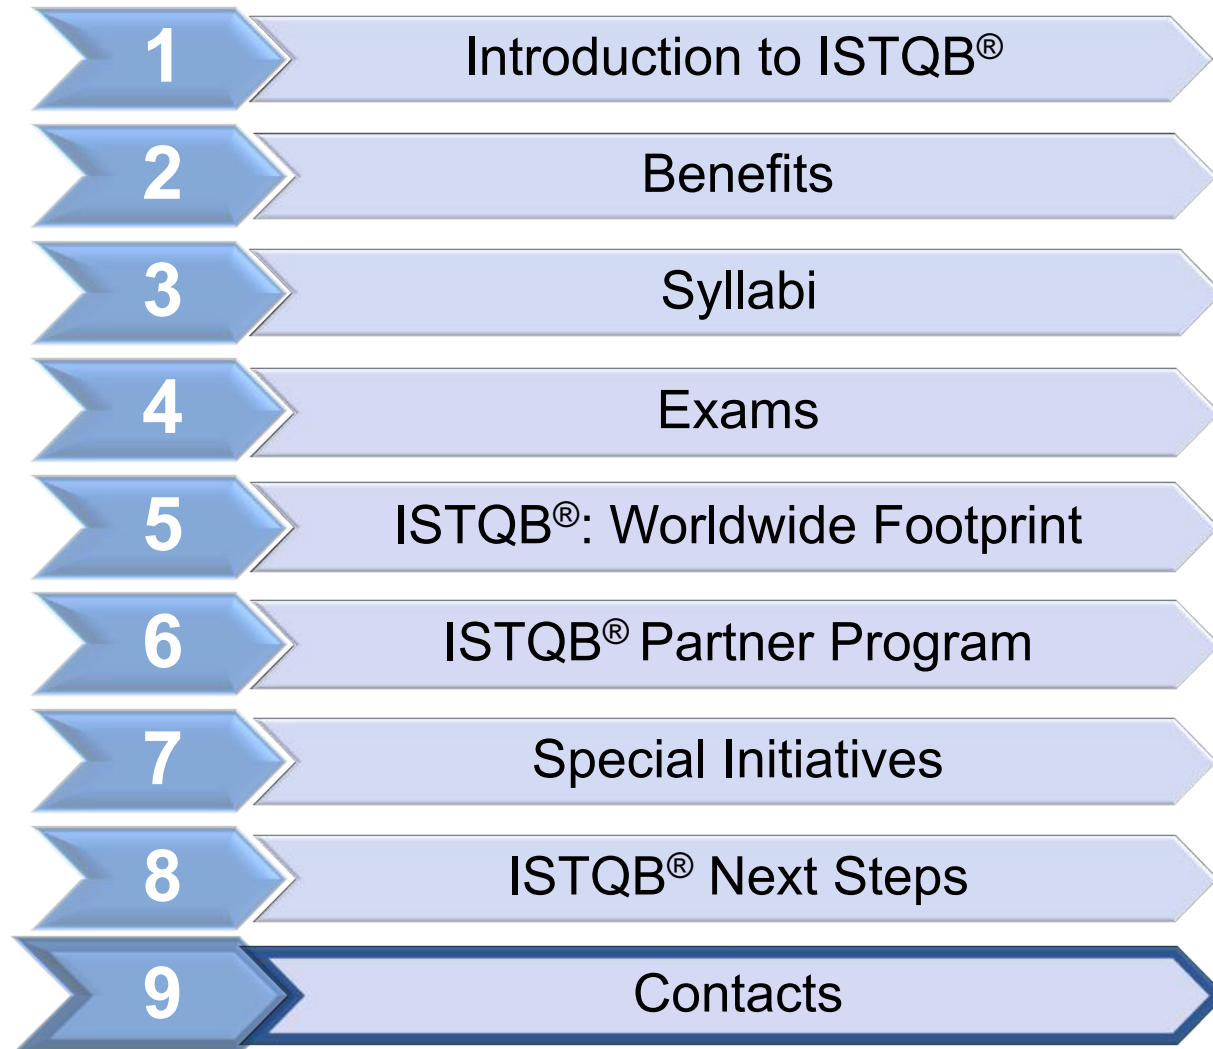 1 Introduction to ISTQB®
2 Benefits
3 Syllabi
4 Exams
5 ISTQB®: Worldwide Footprint
6 ISTQB® Partner Program
7 Special Initiatives
8 ISTQB® Next Steps
9 Contacts